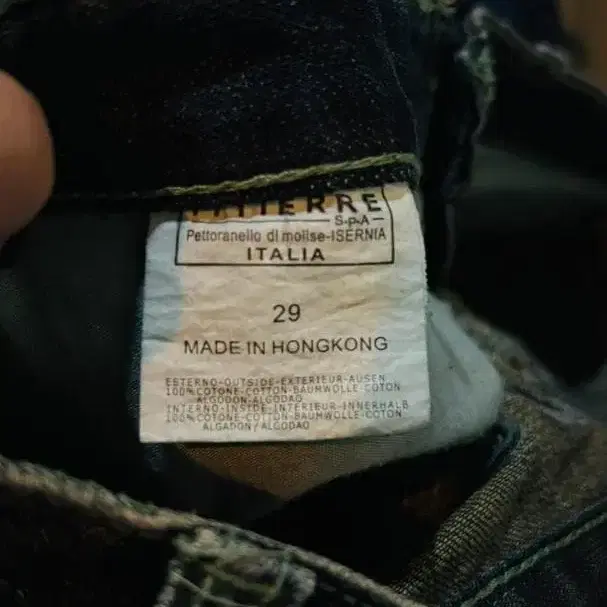 ITTIERRE
S.p.A
Pettoranello di molise-ISERNIA
ITALIA
29
MADE IN HONGKONG
ESTERNO-OUTSIDE-EXTERIEUR-AUSEN
100%COTONE-COTTON-BAUMWOLLE-COTON
ALGODON-ALGODAO
INTERNO-INSIDE-INTERIEUR-INNERHALB
100%COTONE-COTTON-BAUMWOLLE-COTON
ALGADON/ALGODAO